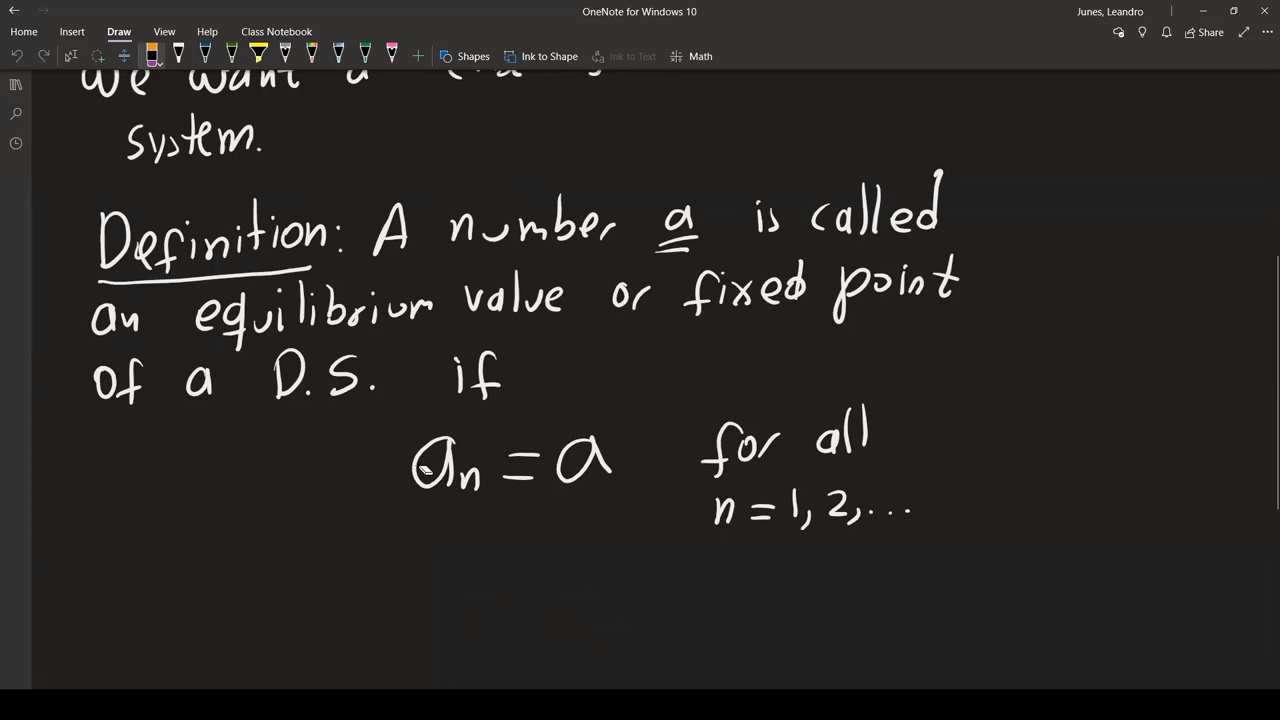 OneNote for Windows 10
Junes, Leandro
Home Insert Draw View Help Class Notebook
Share
Shapes Ink to Shape Ink to Text Math
We want a
system.
Definition: A number a is called
an equilibrium value or fixed point
of a D.S. if
an = a for all
n = 1, 2, ...